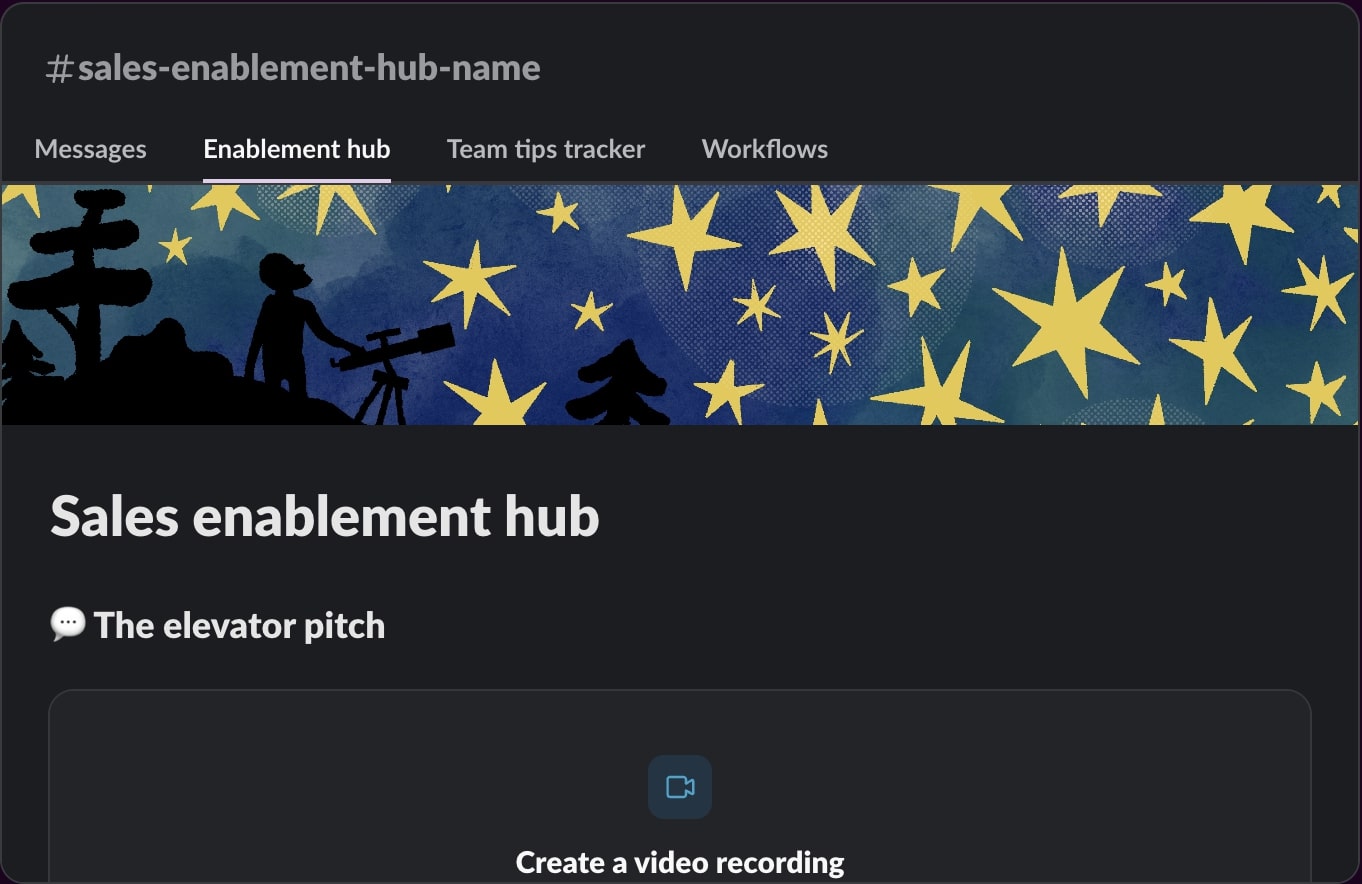 #sales-enablement-hub-name
Messages Enablement hub Team tips tracker Workflows
Sales enablement hub
💬 The elevator pitch
Create a video recording